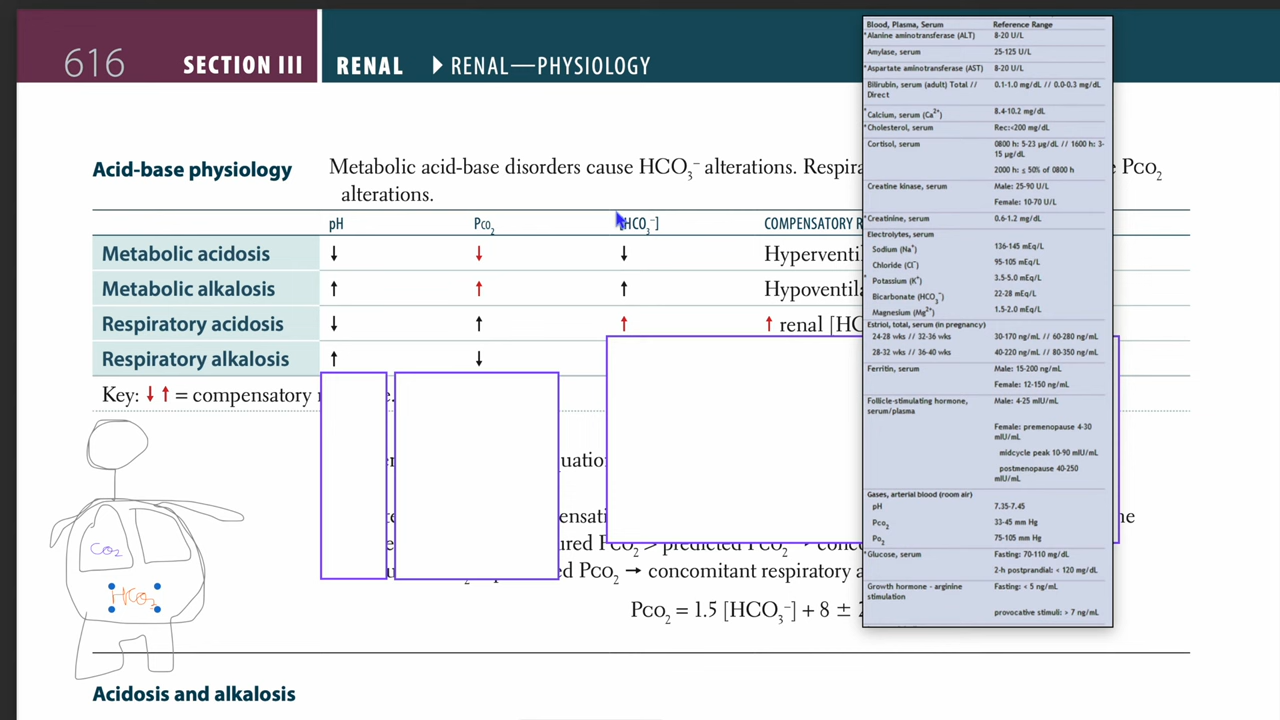 616 SECTION III RENAL ▶ RENAL—PHYSIOLOGY
Acid-base physiology
Metabolic acid-base disorders cause HCO₃⁻ alterations. Respira
Pco₂
alterations.
pH Pco₂ [HCO₃⁻] COMPENSATORY R
Metabolic acidosis ↓ ↓ ↓ Hyperventil
Metabolic alkalosis ↑ ↑ ↑ Hypoventila
Respiratory acidosis ↓ ↑ ↑ ↑ renal [HC
Respiratory alkalosis ↑ ↓
Key: ↓ ↑ = compensatory
CO₂
HCO₃
Pco₂ → concomitant respiratory a
Pco₂ = 1.5 [HCO₃⁻] + 8 ± 2
Acidosis and alkalosis
Blood, Plasma, Serum Reference Range
*Alanine aminotransferase (ALT) 8-20 U/L
Amylase, serum 25-125 U/L
*Aspartate aminotransferase (AST) 8-20 U/L
Bilirubin, serum (adult) Total // 0.1-1.0 mg/dL // 0.0-0.3 mg/dL
Direct
*Calcium, serum (Ca²⁺) 8.4-10.2 mg/dL
*Cholesterol, serum Rec:<200 mg/dL
Cortisol, serum 0800 h: 5-23 µg/dL // 1600 h: 3-
15 µg/dL
2000 h: ≤ 50% of 0800 h
Creatine kinase, serum Male: 25-90 U/L
Female: 10-70 U/L
*Creatinine, serum 0.6-1.2 mg/dL
Electrolytes, serum
Sodium (Na⁺) 136-145 mEq/L
Chloride (Cl⁻) 95-105 mEq/L
* Potassium (K⁺) 3.5-5.0 mEq/L
Bicarbonate (HCO₃⁻) 22-28 mEq/L
Magnesium (Mg²⁺) 1.5-2.0 mEq/L
Estriol, total, serum (in pregnancy)
24-28 wks // 32-36 wks 30-170 ng/mL // 60-280 ng/mL
28-32 wks // 36-40 wks 40-220 ng/mL // 80-350 ng/mL
Ferritin, serum Male: 15-200 ng/mL
Female: 12-150 ng/mL
Follicle-stimulating hormone, Male: 4-25 mIU/mL
serum/plasma
Female: premenopause 4-30
mIU/mL
midcycle peak 10-90 mIU/mL
postmenopause 40-250
mIU/mL
Gases, arterial blood (room air)
pH 7.35-7.45
Pco₂ 33-45 mm Hg
Po₂ 75-105 mm Hg
*Glucose, serum Fasting: 70-110 mg/dL
2-h postprandial: < 120 mg/dL
Growth hormone - arginine Fasting: < 5 ng/mL
stimulation
provocative stimuli: > 7 ng/mL